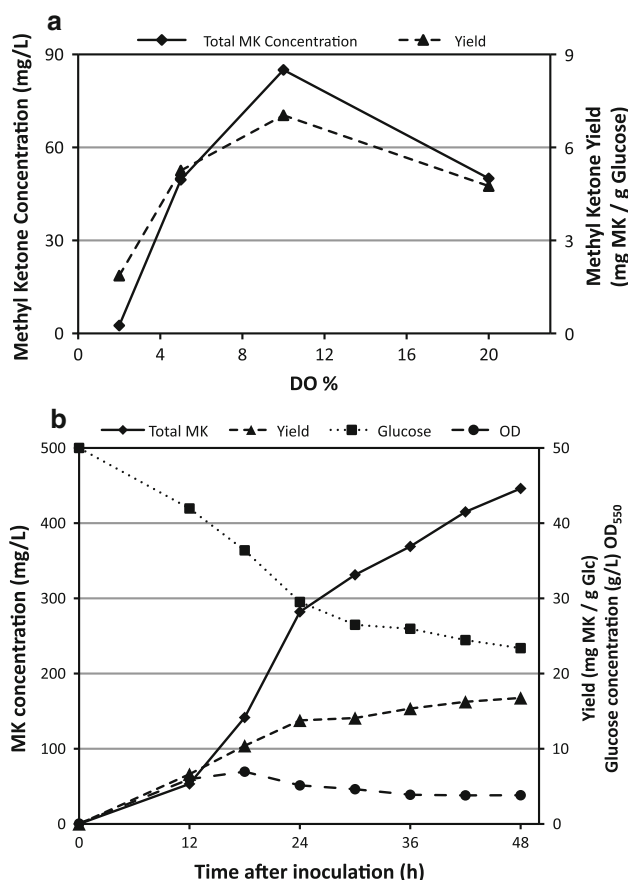 a
Total MK Concentration Yield
90 9
60 6
30 3
0 0
0 4 8 12 16 20
DO %
Methyl Ketone Concentration (mg/L)
Methyl Ketone Yield
(mg MK / g Glucose)
b
Total MK Yield Glucose OD
500 50
400 40
300 30
200 20
100 10
0 0
0 12 24 36 48
Time after inoculation (h)
MK concentration (mg/L)
Yield (mg MK / g Glc)
Glucose concentration (g/L) OD550